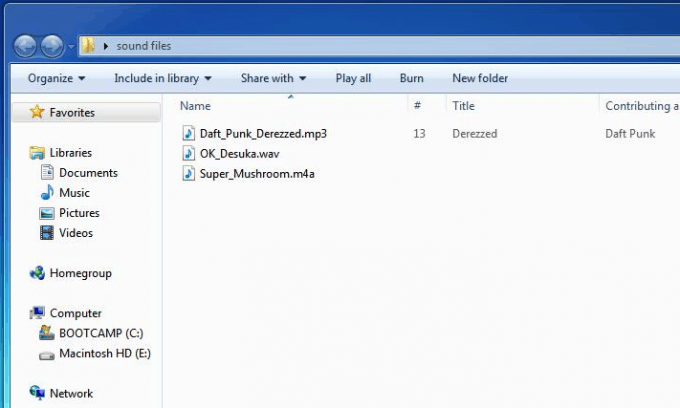 sound files
Organize Include in library Share with Play all Burn New folder
Name # Title Contributing a
Favorites
Daft_Punk_Derezzed.mp3 13 Derezzed Daft Punk
Libraries OK_Desuka.wav
Documents Super_Mushroom.m4a
Music
Pictures
Videos
Homegroup
Computer
BOOTCAMP (C:)
Macintosh HD (E:)
Network